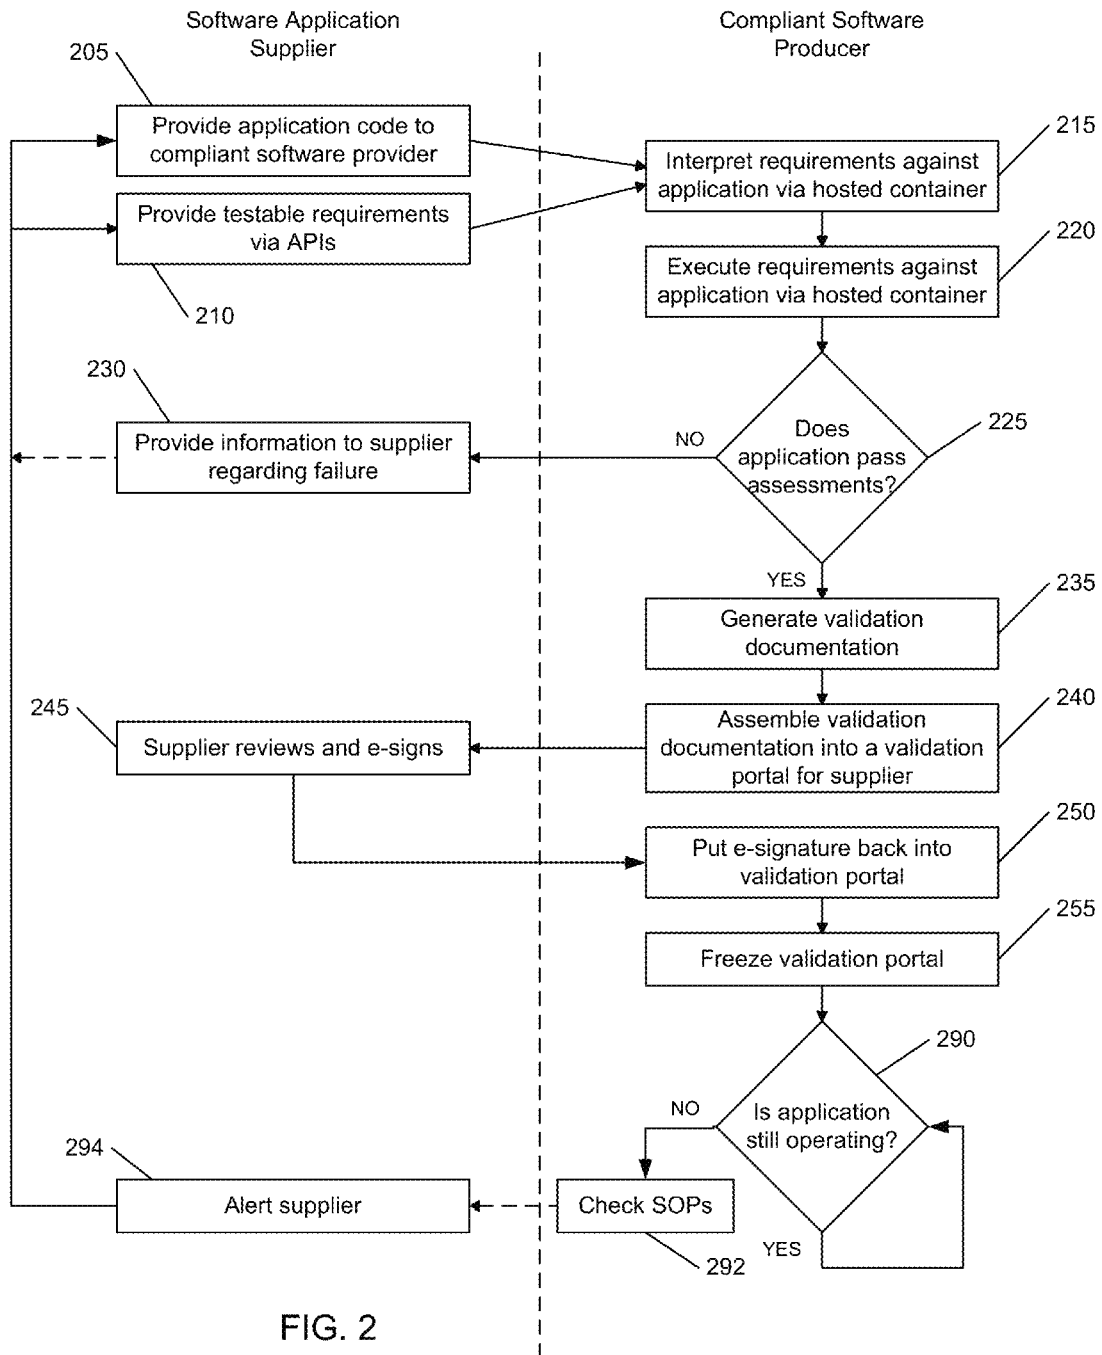 Software Application
Supplier
Compliant Software
Producer
205
Provide application code to
compliant software provider
215
Interpret requirements against
application via hosted container
Provide testable requirements
via APIs
210
220
Execute requirements against
application via hosted container
230
Provide information to supplier
regarding failure
NO
Does
application pass
assessments?
225
YES
235
Generate validation
documentation
240
Assemble validation
documentation into a validation
portal for supplier
245
Supplier reviews and e-signs
250
Put e-signature back into
validation portal
255
Freeze validation portal
290
Is application
still operating?
NO
YES
Check SOPs
292
294
Alert supplier
FIG. 2